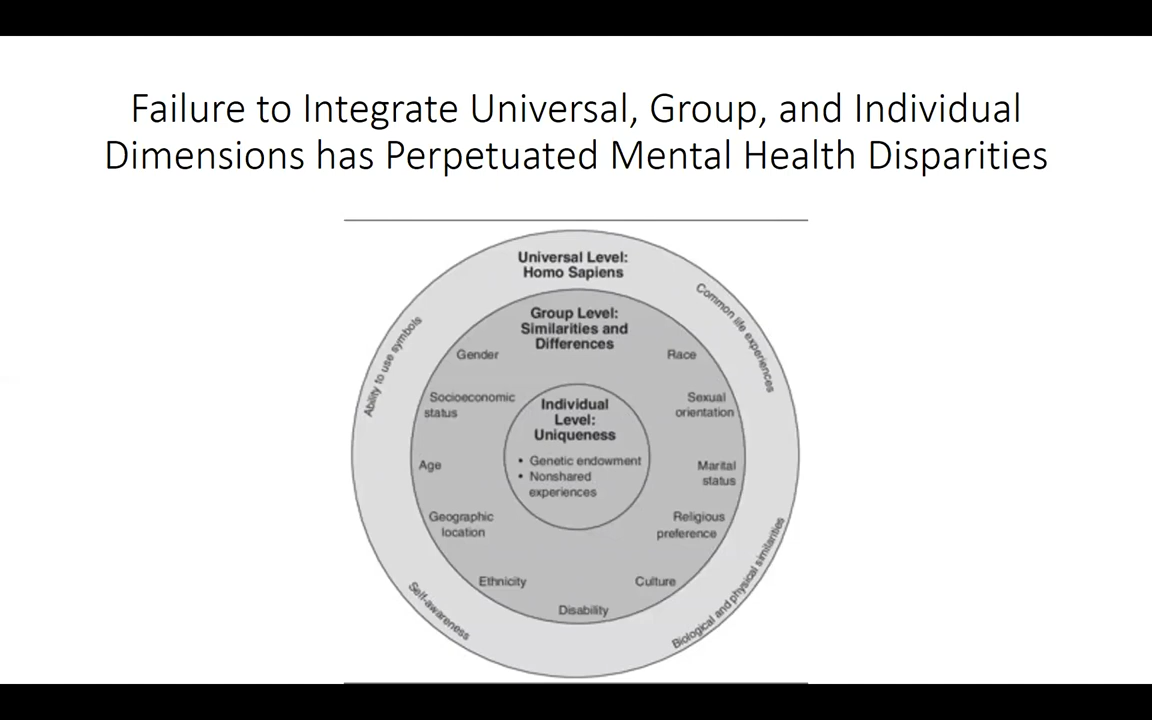 Failure to Integrate Universal, Group, and Individual
Dimensions has Perpetuated Mental Health Disparities
Universal Level:
Homo Sapiens
Common life experiences
Ability to use symbols
Group Level:
Similarities and
Differences
Gender
Race
Socioeconomic
status
Sexual
orientation
Individual
Level:
Uniqueness
• Genetic endowment
• Nonshared
experiences
Age
Marital
status
Geographic
location
Religious
preference
Ethnicity
Culture
Disability
Self-awareness
Biological and physical similarities